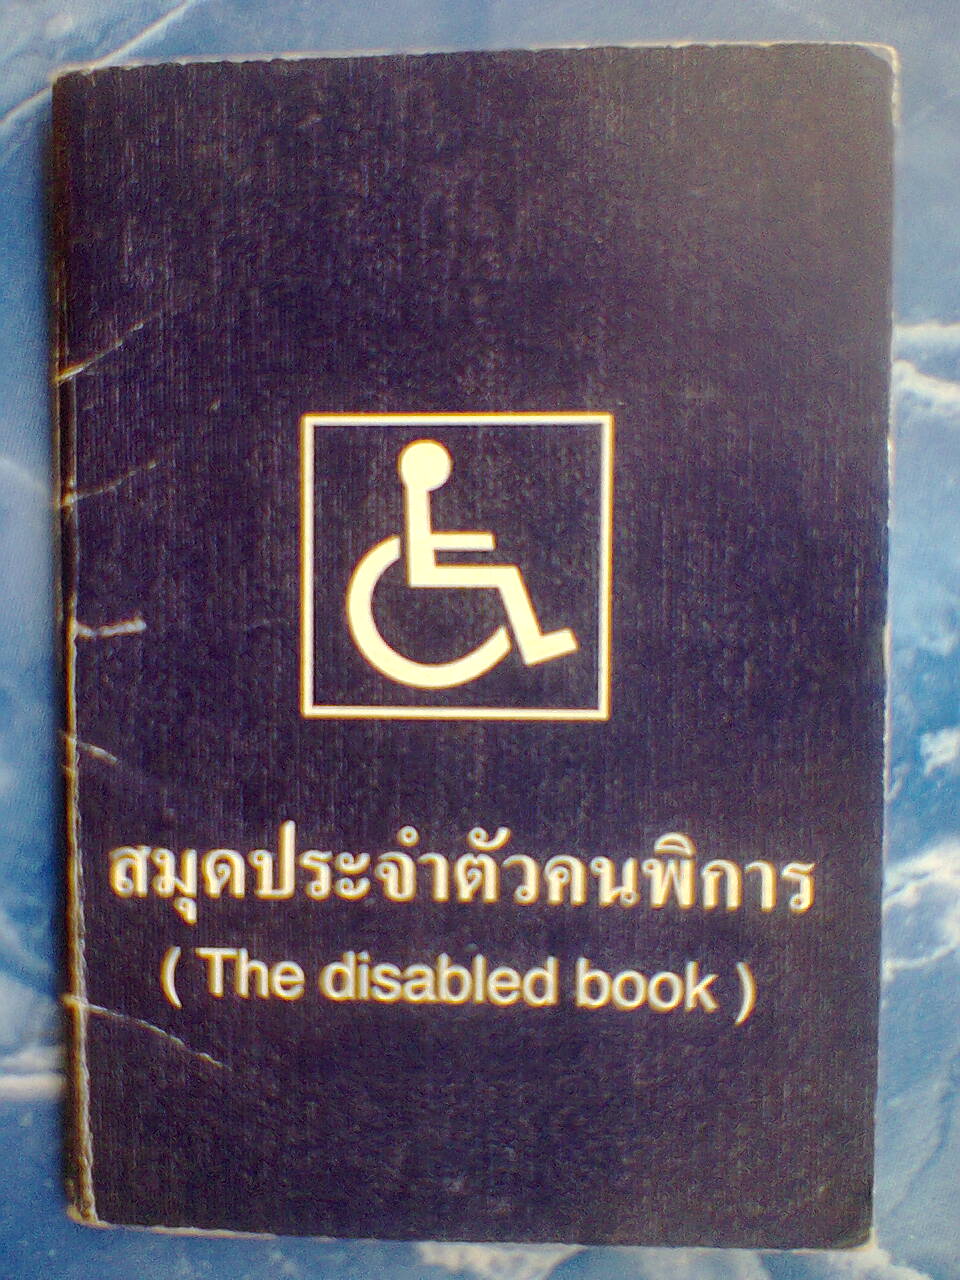 สมุดประจำตัวคนพิการ
( The disabled book )